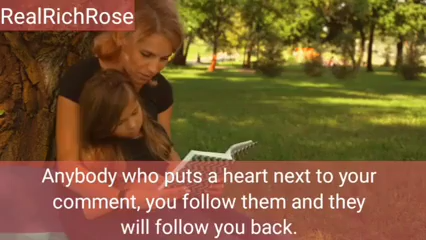 RealRichRose
Anybody who puts a heart next to your
comment, you follow them and they
will follow you back.